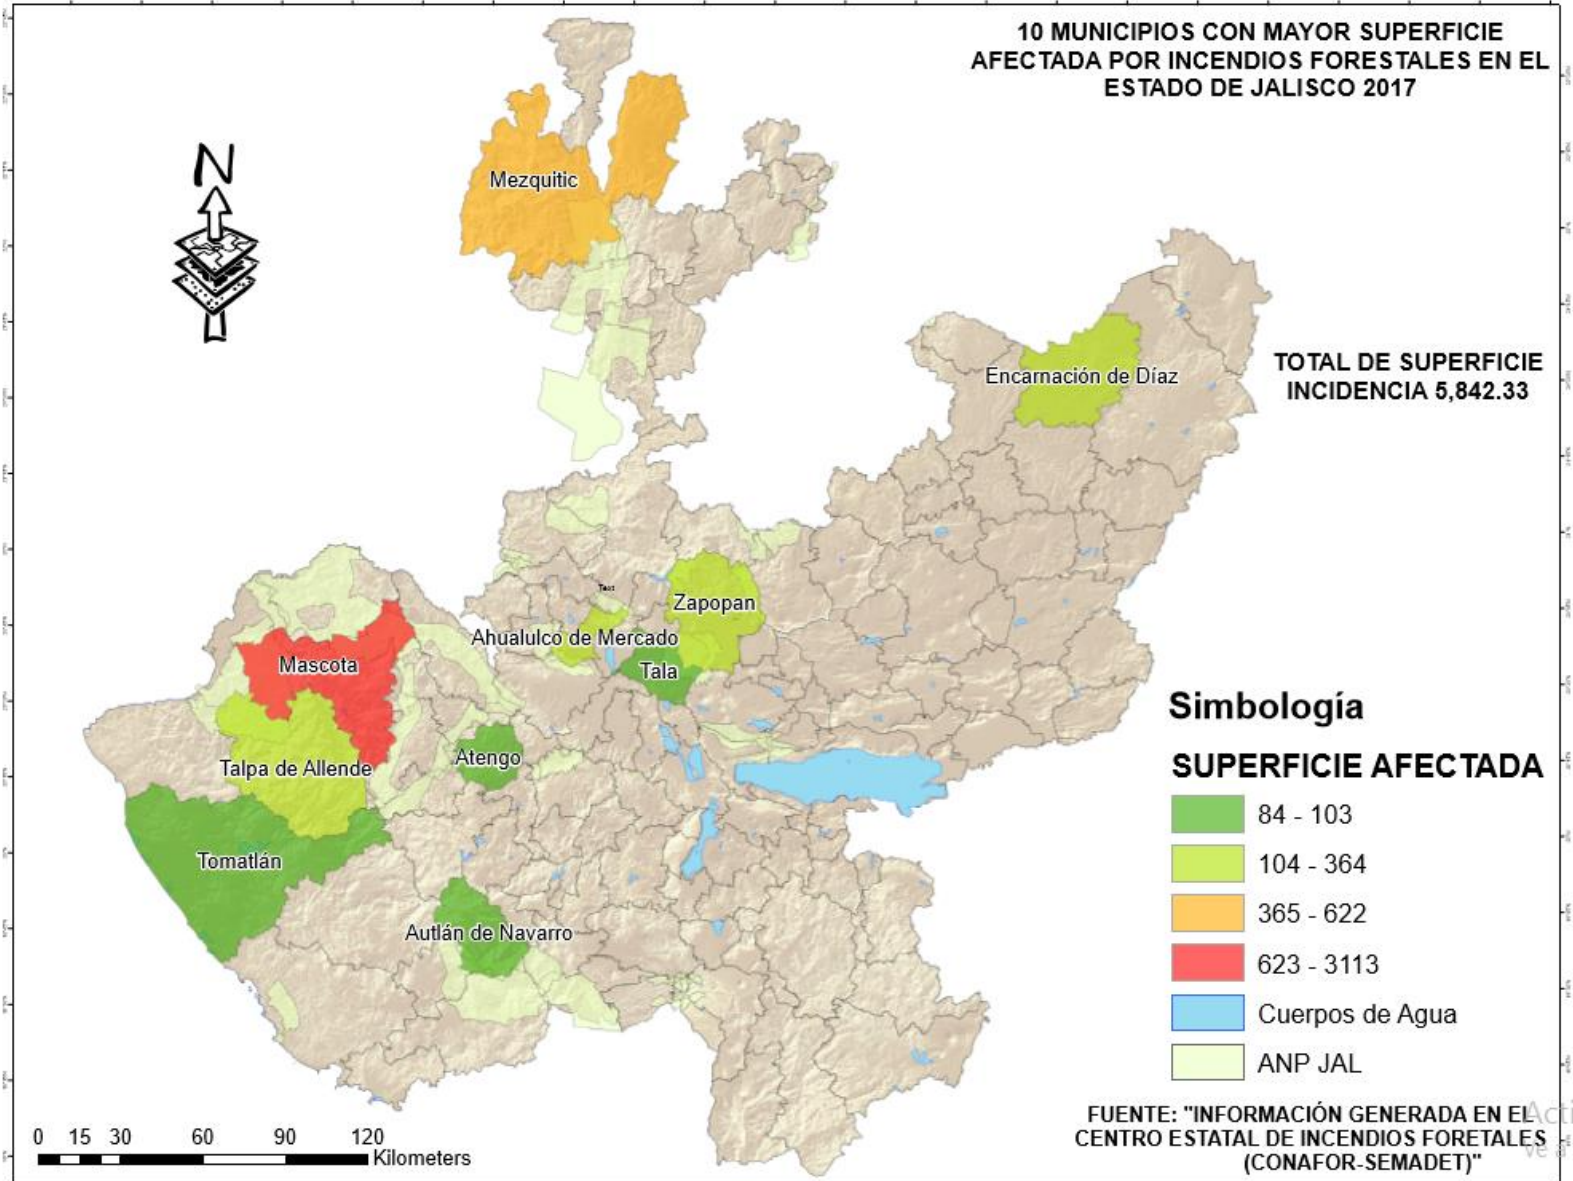 10 MUNICIPIOS CON MAYOR SUPERFICIE
AFECTADA POR INCENDIOS FORESTALES EN EL
ESTADO DE JALISCO 2017
N
Mezquitic
Encarnación de Díaz
TOTAL DE SUPERFICIE
INCIDENCIA 5,842.33
Text
Zapopan
Ahualulco de Mercado
Tala
Mascota
Atengo
Talpa de Allende
Tomatlán
Autlán de Navarro
Simbología
SUPERFICIE AFECTADA
84 - 103
104 - 364
365 - 622
623 - 3113
Cuerpos de Agua
ANP JAL
0 15 30 60 90 120
Kilometers
FUENTE: "INFORMACIÓN GENERADA EN EL
CENTRO ESTATAL DE INCENDIOS FORETALES
(CONAFOR-SEMADET)"
Acti
Ve a